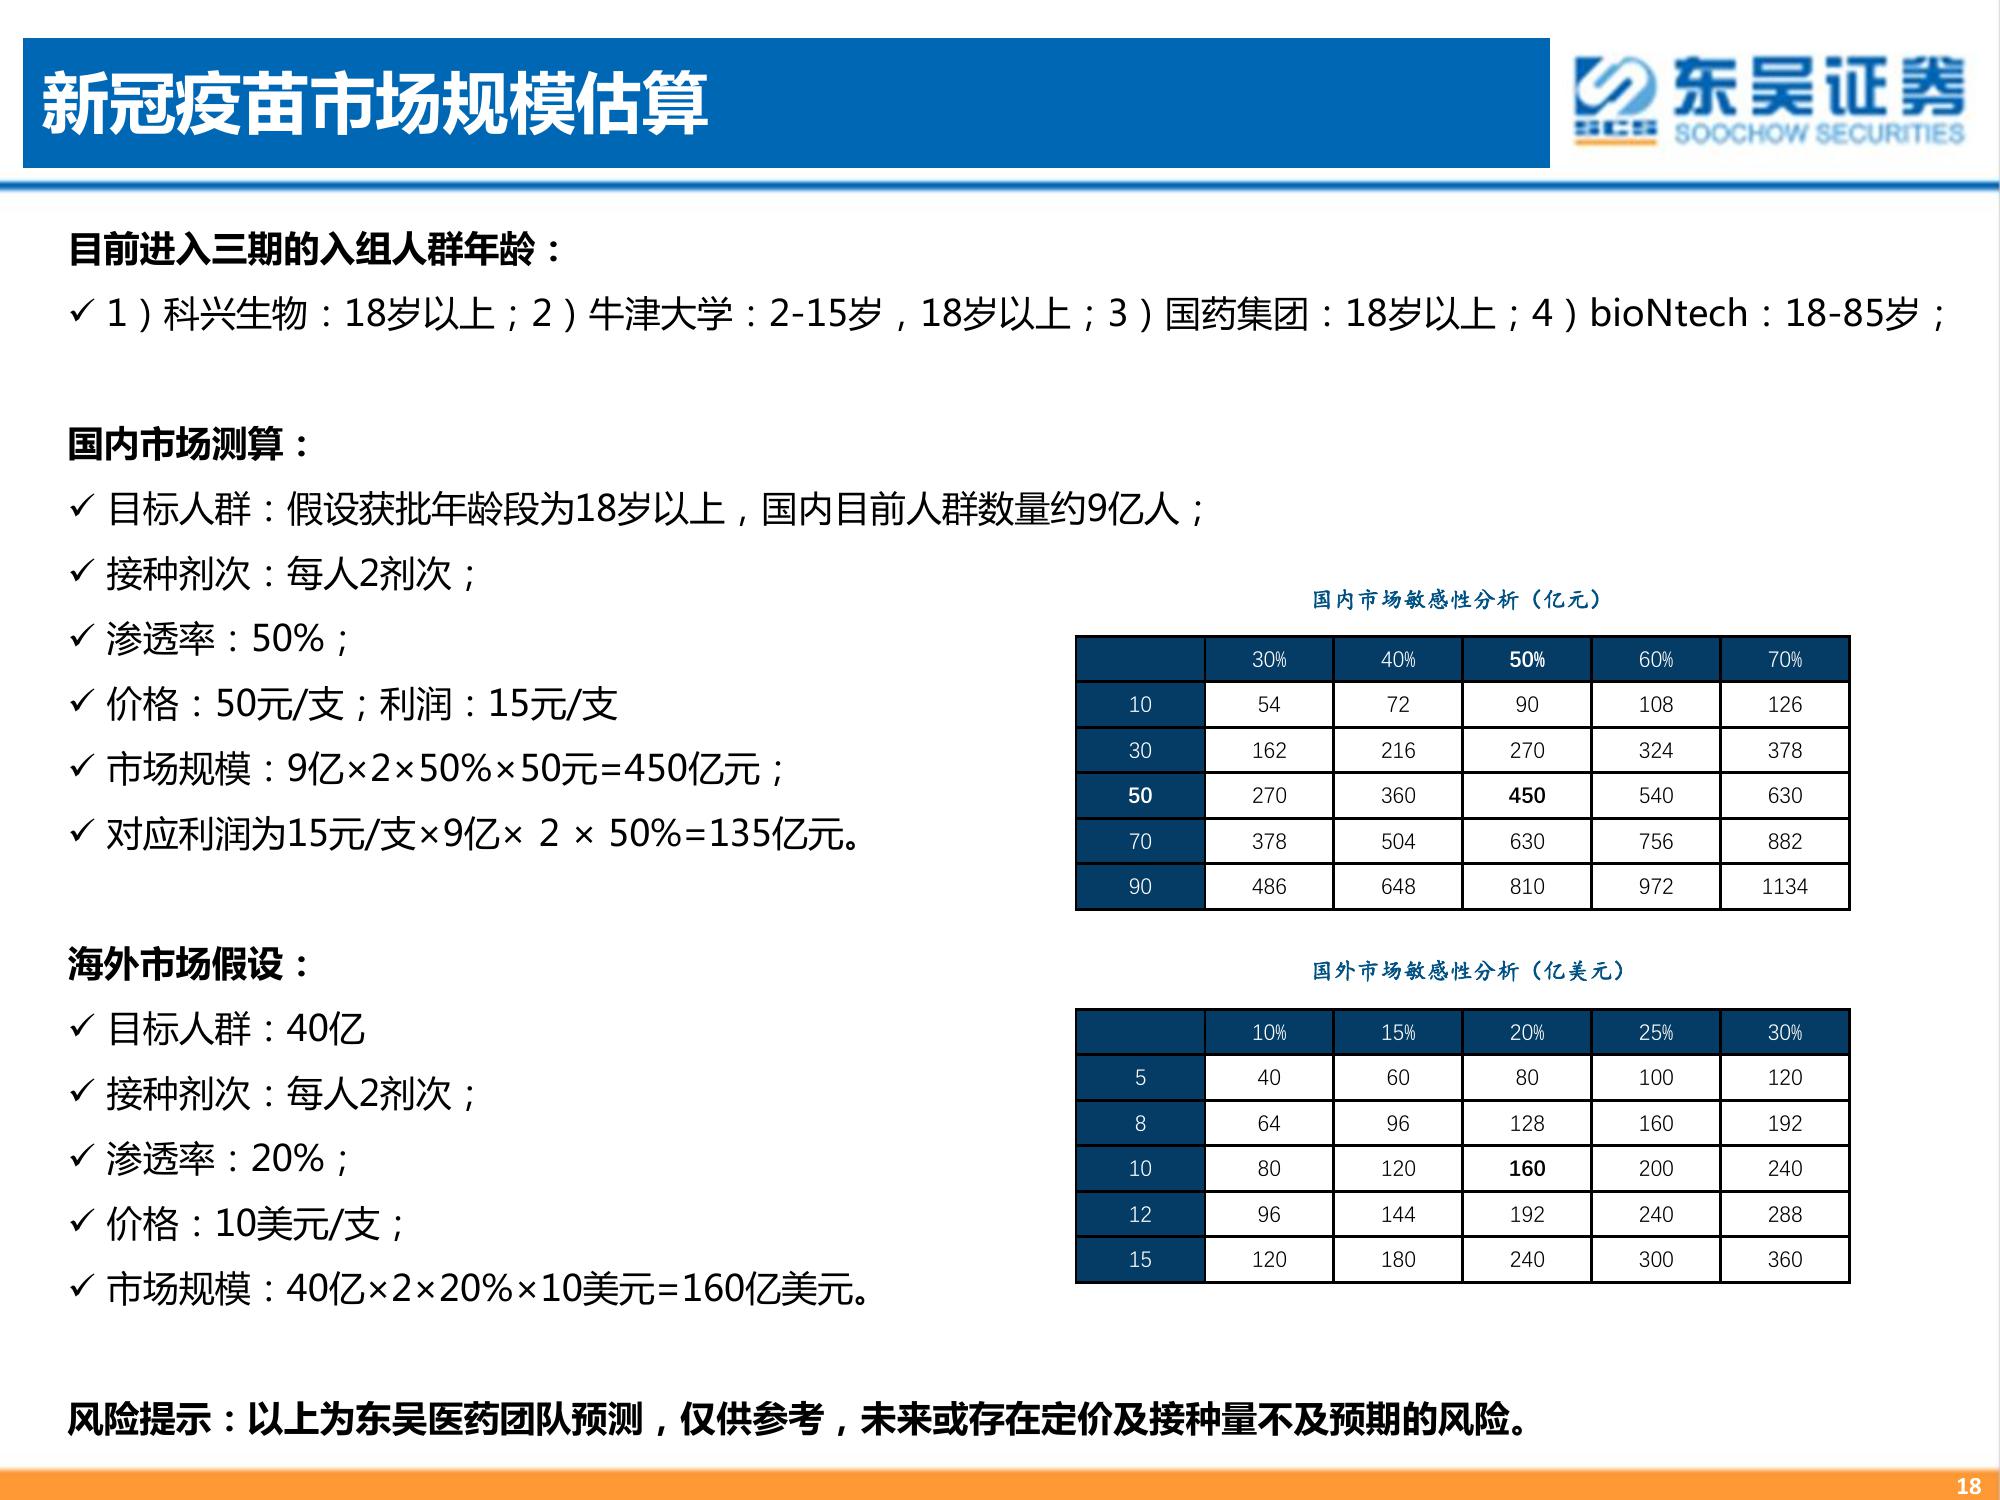 新冠疫苗市场规模估算
东吴证券
SCS
SOOCHOW SECURITIES
目前进入三期的入组人群年龄：
✓ 1）科兴生物：18岁以上；2）牛津大学：2-15岁，18岁以上；3）国药集团：18岁以上；4）bioNtech：18-85岁；
国内市场测算：
✓ 目标人群：假设获批年龄段为18岁以上，国内目前人群数量约9亿人；
✓ 接种剂次：每人2剂次；
✓ 渗透率：50%；
✓ 价格：50元/支；利润：15元/支
✓ 市场规模：9亿×2×50%×50元=450亿元；
✓ 对应利润为15元/支×9亿× 2 × 50%=135亿元。
国内市场敏感性分析（亿元）
30% 40% 50% 60% 70%
10 54 72 90 108 126
30 162 216 270 324 378
50 270 360 450 540 630
70 378 504 630 756 882
90 486 648 810 972 1134
海外市场假设：
✓ 目标人群：40亿
✓ 接种剂次：每人2剂次；
✓ 渗透率：20%；
✓ 价格：10美元/支；
✓ 市场规模：40亿×2×20%×10美元=160亿美元。
国外市场敏感性分析（亿美元）
10% 15% 20% 25% 30%
5 40 60 80 100 120
8 64 96 128 160 192
10 80 120 160 200 240
12 96 144 192 240 288
15 120 180 240 300 360
风险提示：以上为东吴医药团队预测，仅供参考，未来或存在定价及接种量不及预期的风险。
18